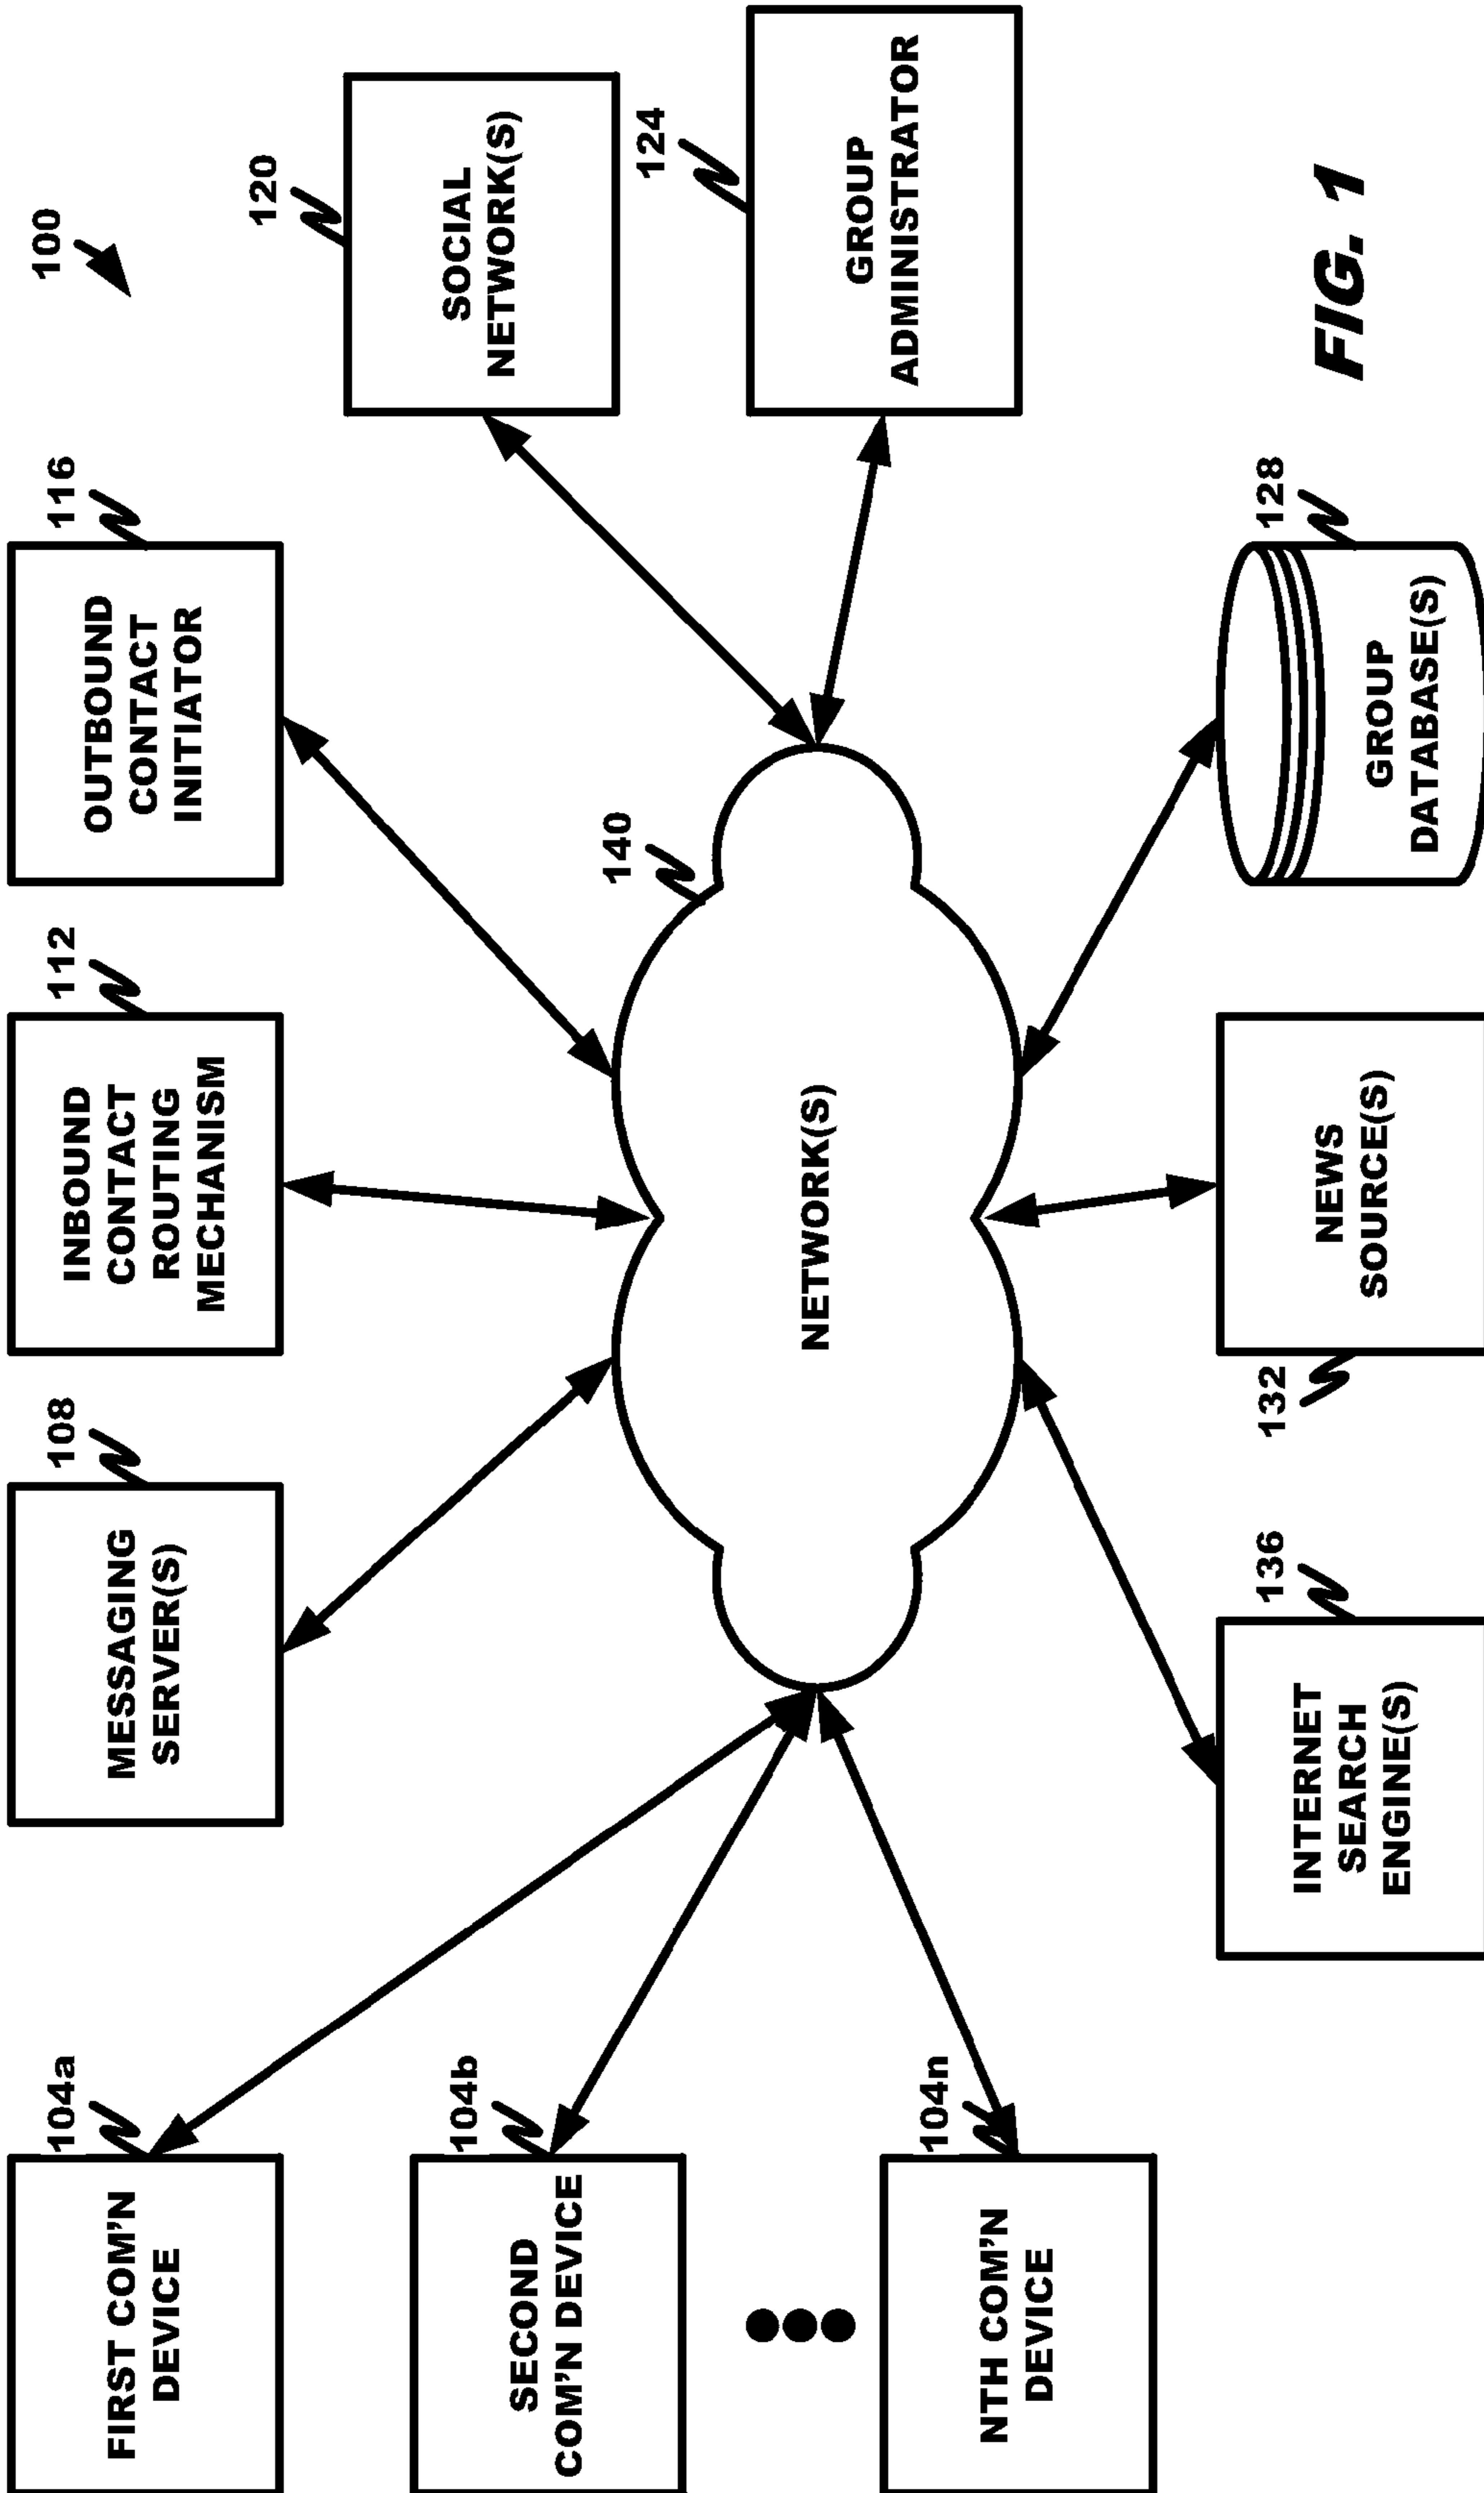 100
104a
FIRST COM'N
DEVICE
108
MESSAGING
SERVER(S)
112
INBOUND
CONTACT
ROUTING
MECHANISM
116
OUTBOUND
CONTACT
INITIATOR
120
SOCIAL
NETWORK(S)
104b
SECOND
COM'N DEVICE
140
NETWORK(S)
124
GROUP
ADMINISTRATOR
104n
NTH COM'N
DEVICE
136
INTERNET
SEARCH
ENGINE(S)
132
NEWS
SOURCE(S)
128
GROUP
DATABASE(S)
FIG. 1